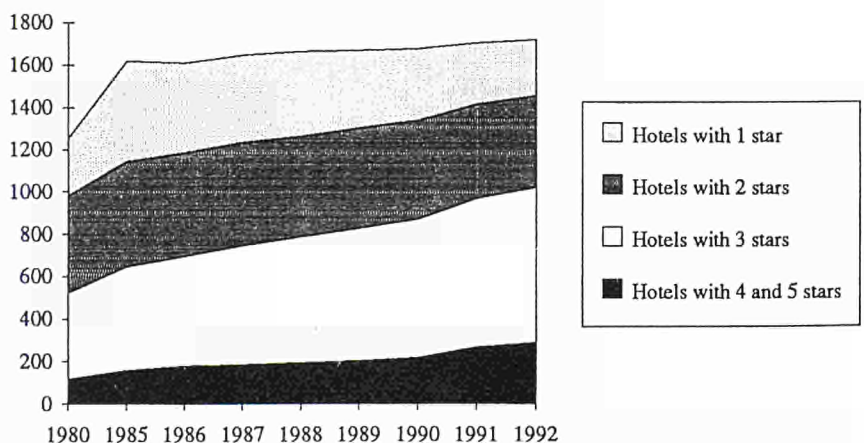 1800
1600
1400
1200
1000
800
600
400
200
0
1980 1985 1986 1987 1988 1989 1990 1991 1992
Hotels with 1 star
Hotels with 2 stars
Hotels with 3 stars
Hotels with 4 and 5 stars